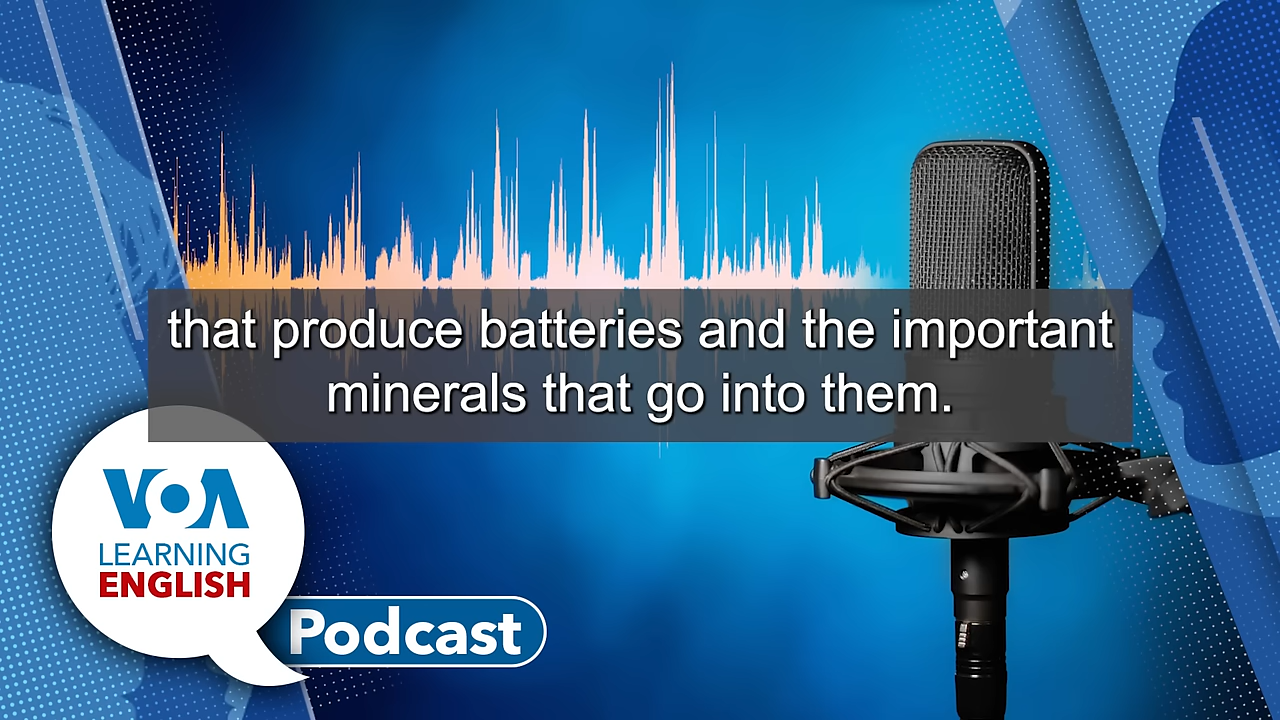 that produce batteries and the important
minerals that go into them.
VOA
LEARNING
ENGLISH
Podcast